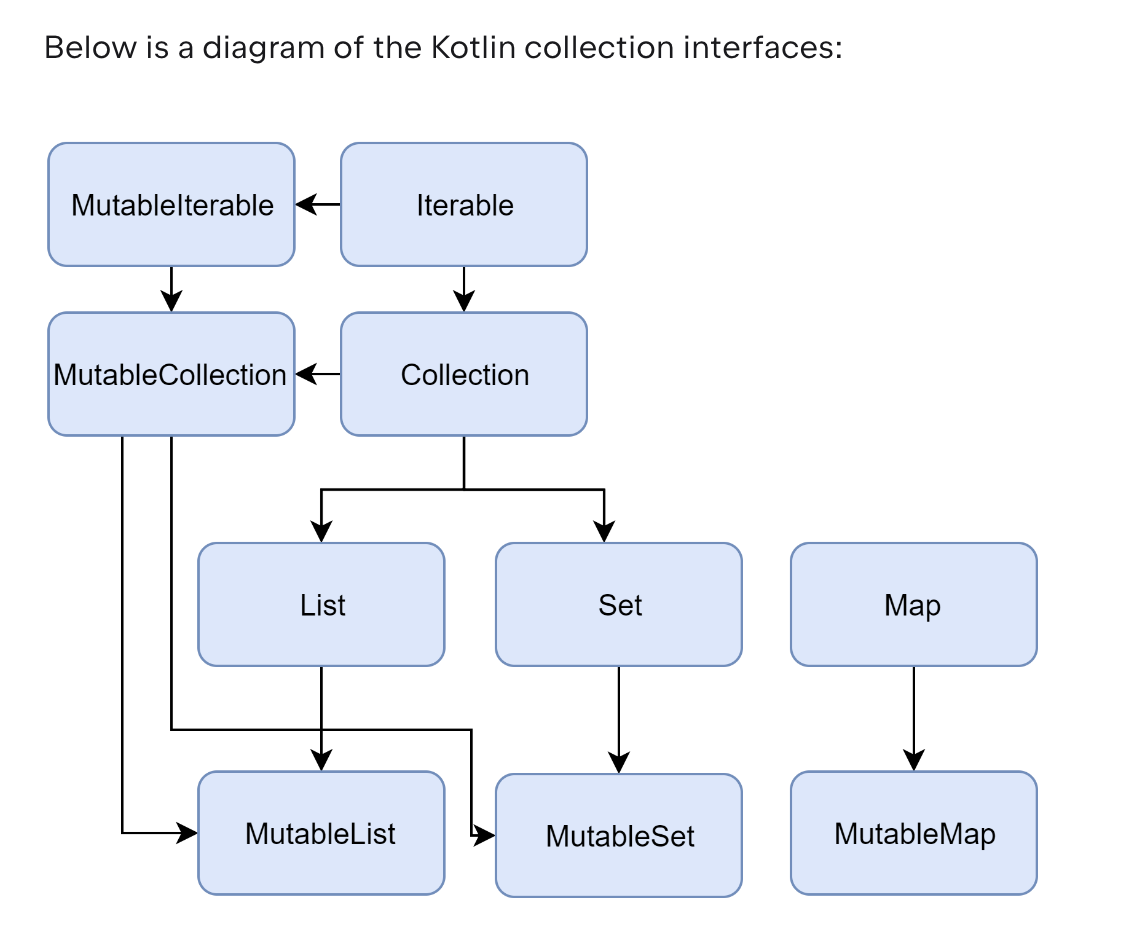 Below is a diagram of the Kotlin collection interfaces:
MutableIterable
Iterable
MutableCollection
Collection
List
Set
Map
MutableList
MutableSet
MutableMap